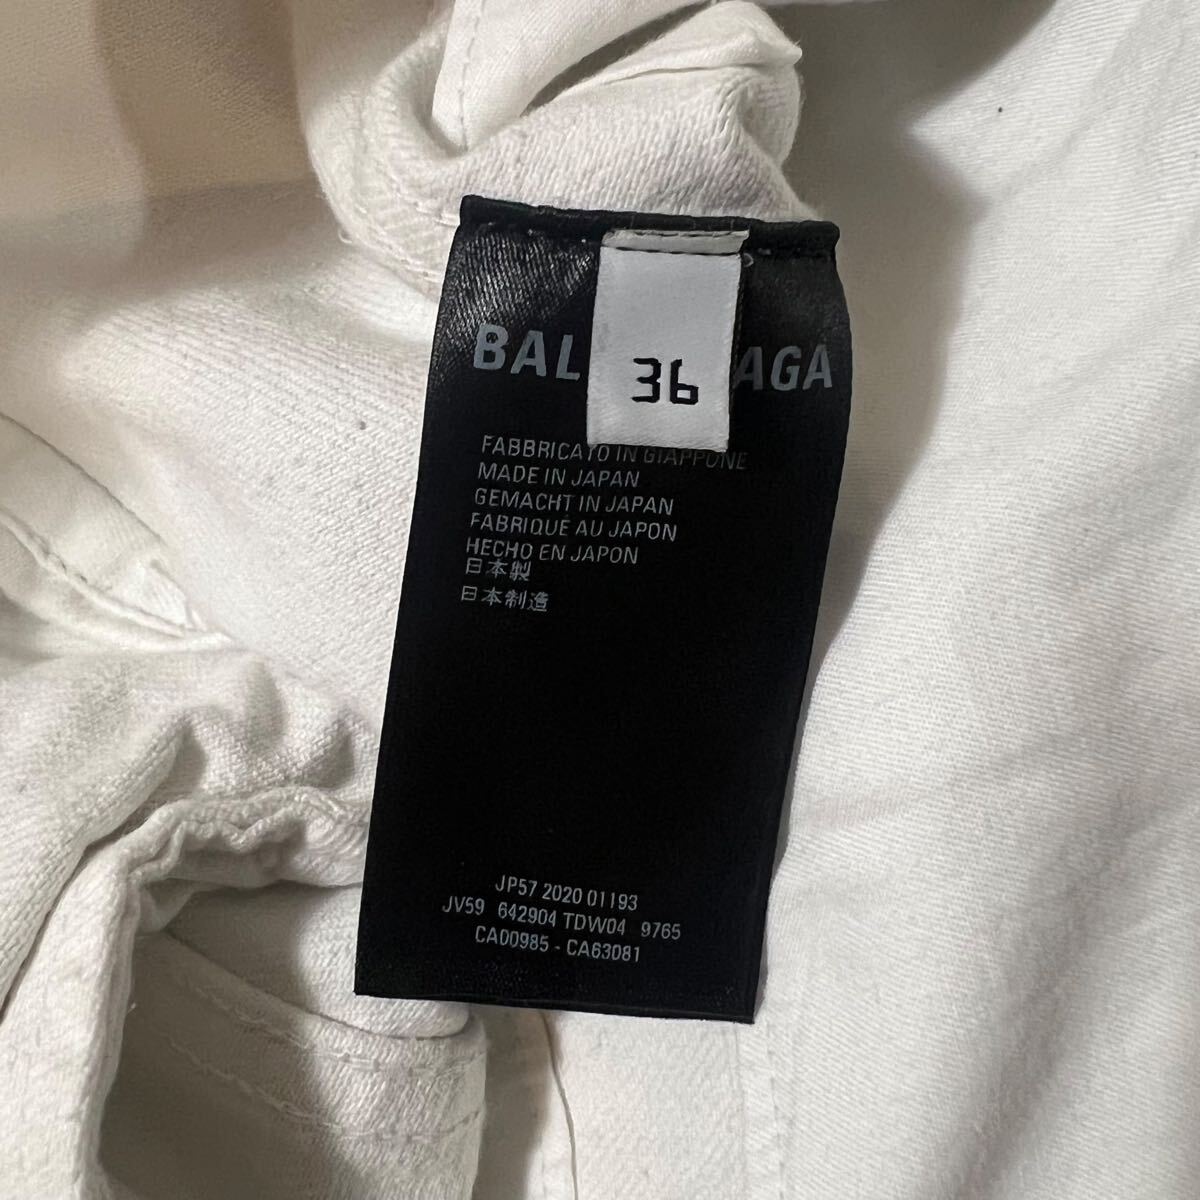 BAL AGA
36
FABBRICATO IN GIAPPONE
MADE IN JAPAN
GEMACHT IN JAPAN
FABRIQUÉ AU JAPON
HECHO EN JAPON
日本製
日本制造
JP57 2020 01193
JV59 642904 TDW04 9765
CA00985 - CA63081